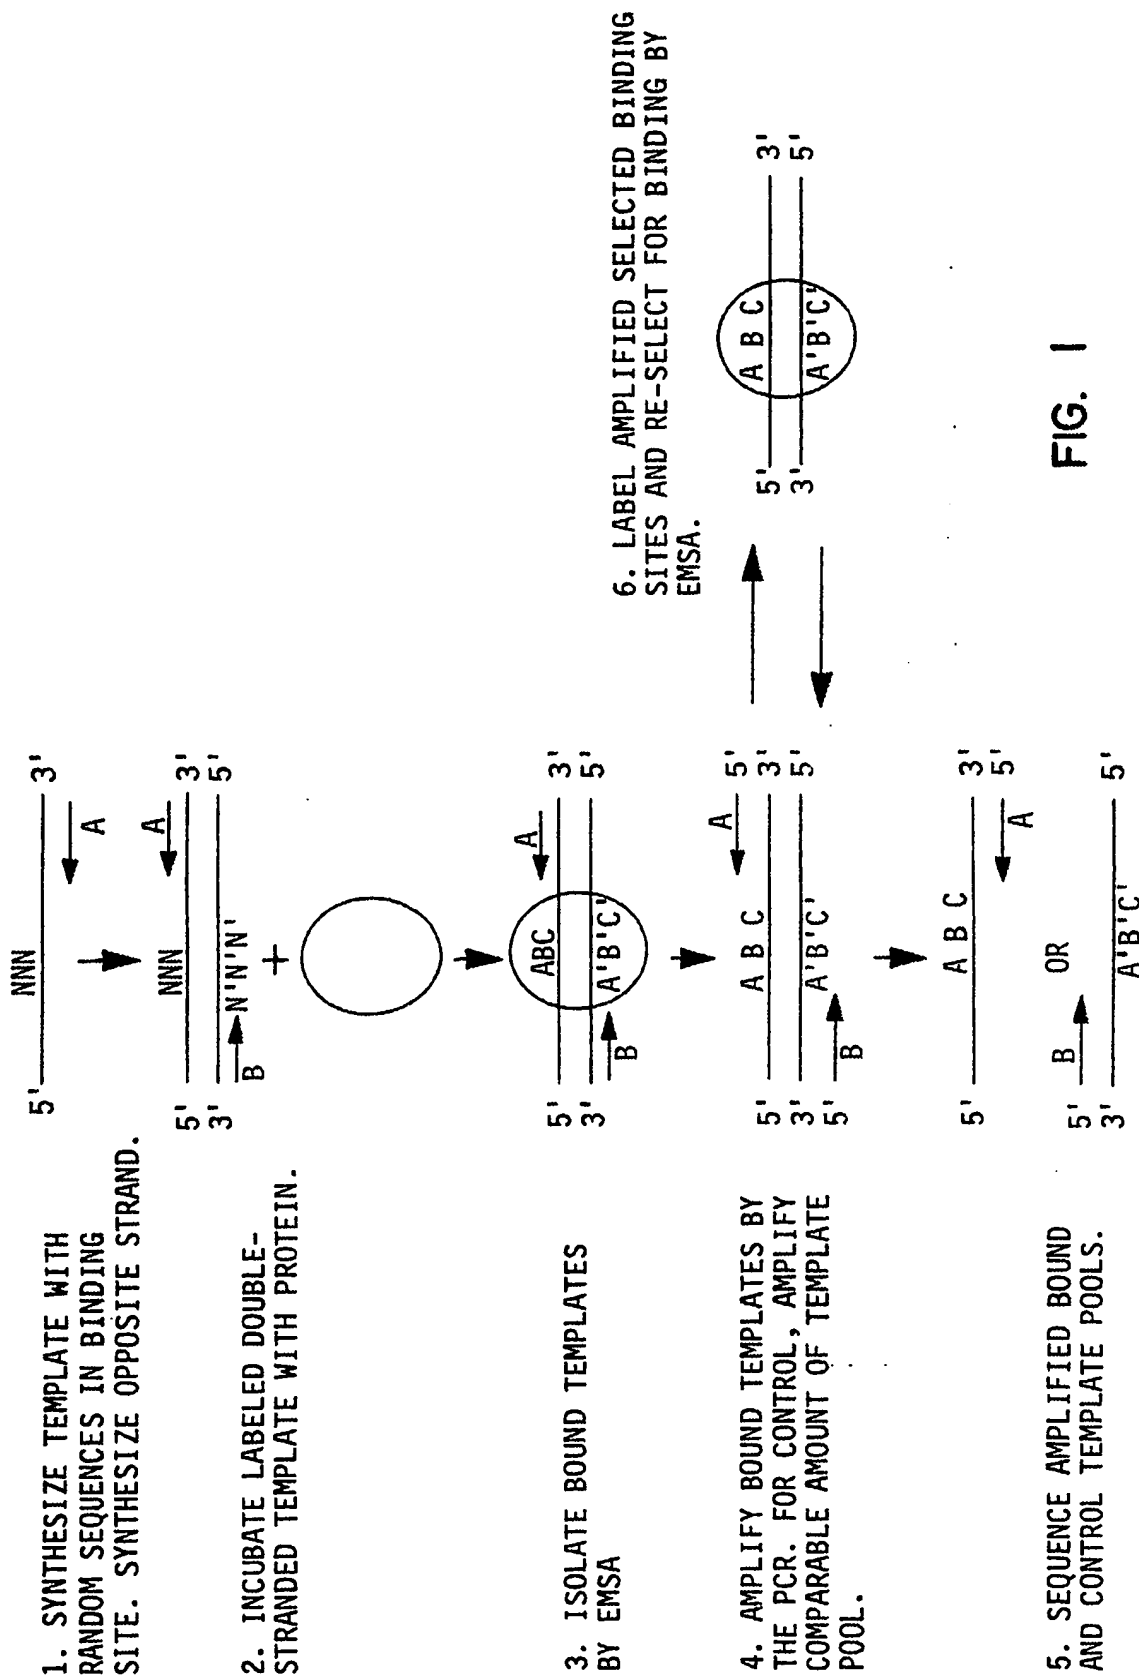 1. SYNTHESIZE TEMPLATE WITH
RANDOM SEQUENCES IN BINDING
SITE. SYNTHESIZE OPPOSITE STRAND.
5' NNN 3'
A
2. INCUBATE LABELED DOUBLE-
STRANDED TEMPLATE WITH PROTEIN.
A
5' NNN 3'
3' N'N'N' 5'
B
+
3. ISOLATE BOUND TEMPLATES
BY EMSA
A
5' ABC 3'
3' A'B'C' 5'
B
4. AMPLIFY BOUND TEMPLATES BY
THE PCR. FOR CONTROL, AMPLIFY
COMPARABLE AMOUNT OF TEMPLATE
POOL.
A 5'
5' A B C 3'
3' A'B'C' 5'
5' B
5. SEQUENCE AMPLIFIED BOUND
AND CONTROL TEMPLATE POOLS.
5' A B C 3'
5'
A
OR
B
5'
3' A'B'C' 5'
6. LABEL AMPLIFIED SELECTED BINDING
SITES AND RE-SELECT FOR BINDING BY
EMSA.
5' A B C 3'
3' A'B'C' 5'
FIG. 1